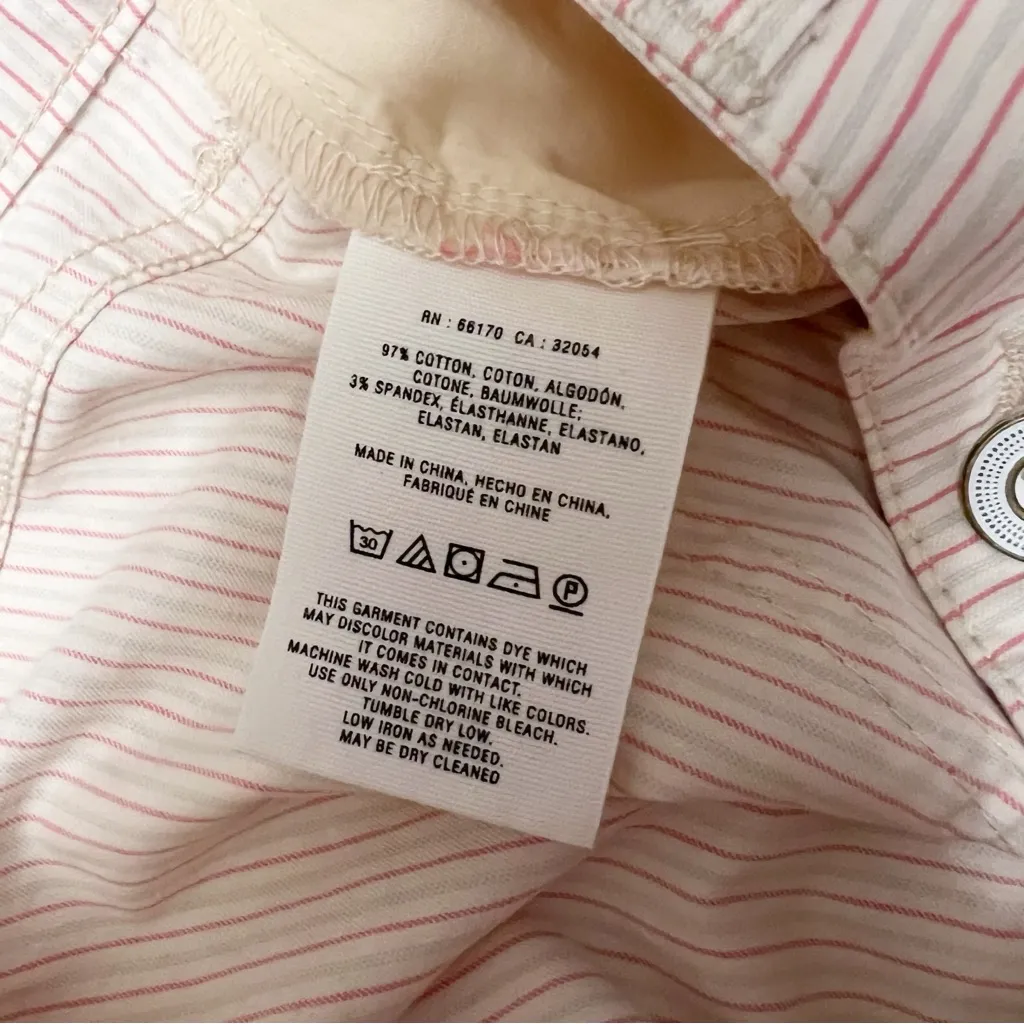 RN : 66170 CA : 32054
97% COTTON, COTON, ALGODÓN,
COTONE, BAUMWOLLE;
3% SPANDEX, ÉLASTHANNE, ELASTANO,
ELASTAN, ELASTAN
MADE IN CHINA, HECHO EN CHINA,
FABRIQUÉ EN CHINE
30 P
THIS GARMENT CONTAINS DYE WHICH
MAY DISCOLOR MATERIALS WITH WHICH
IT COMES IN CONTACT.
MACHINE WASH COLD WITH LIKE COLORS.
USE ONLY NON-CHLORINE BLEACH.
TUMBLE DRY LOW.
LOW IRON AS NEEDED.
MAY BE DRY CLEANED